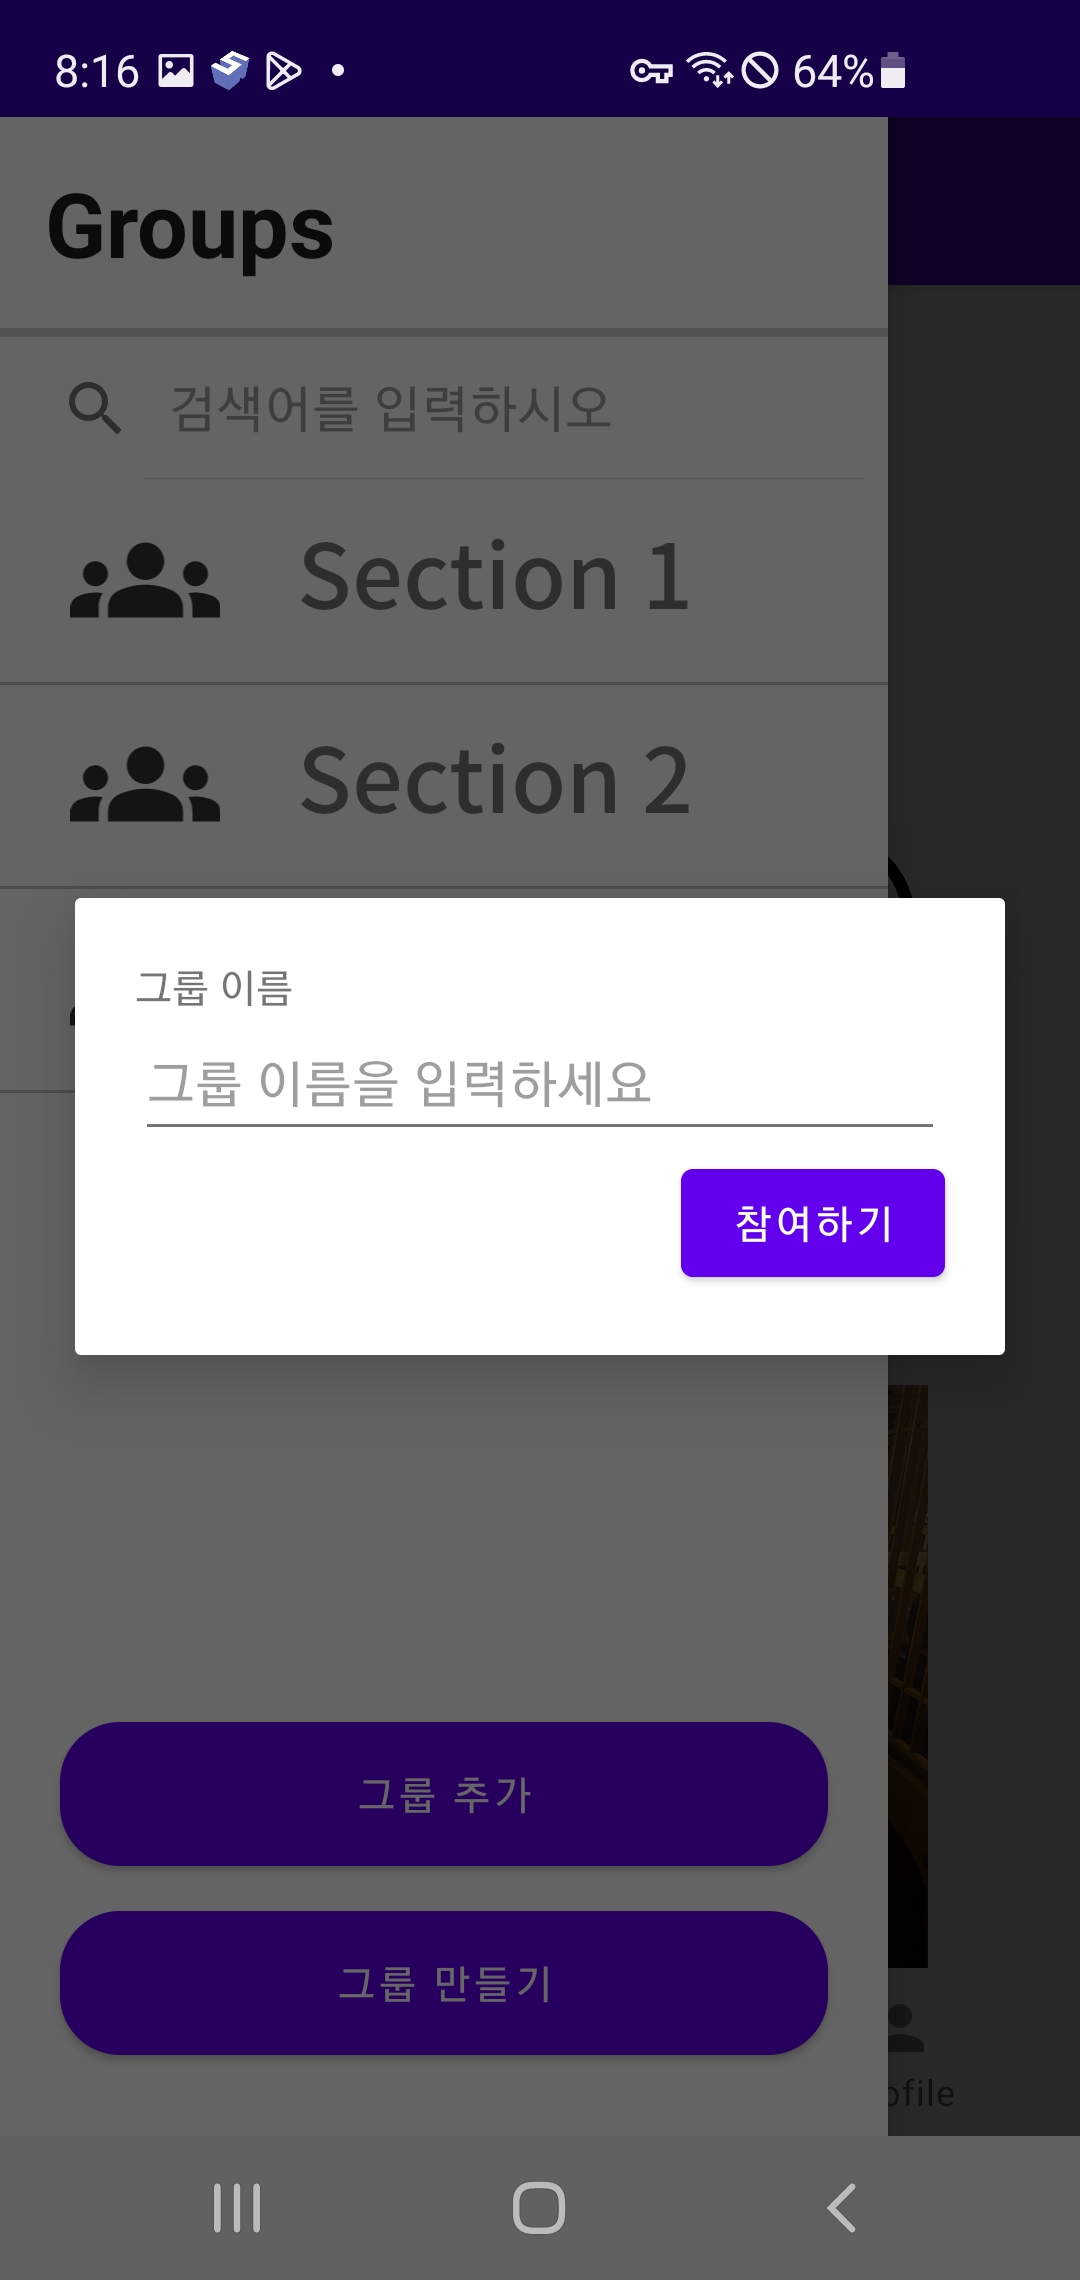 8:16
64%
Groups
검색어를 입력하시오
Section 1
Section 2
그룹 이름
그룹 이름을 입력하세요
참여하기
그룹 추가
그룹 만들기
ofile